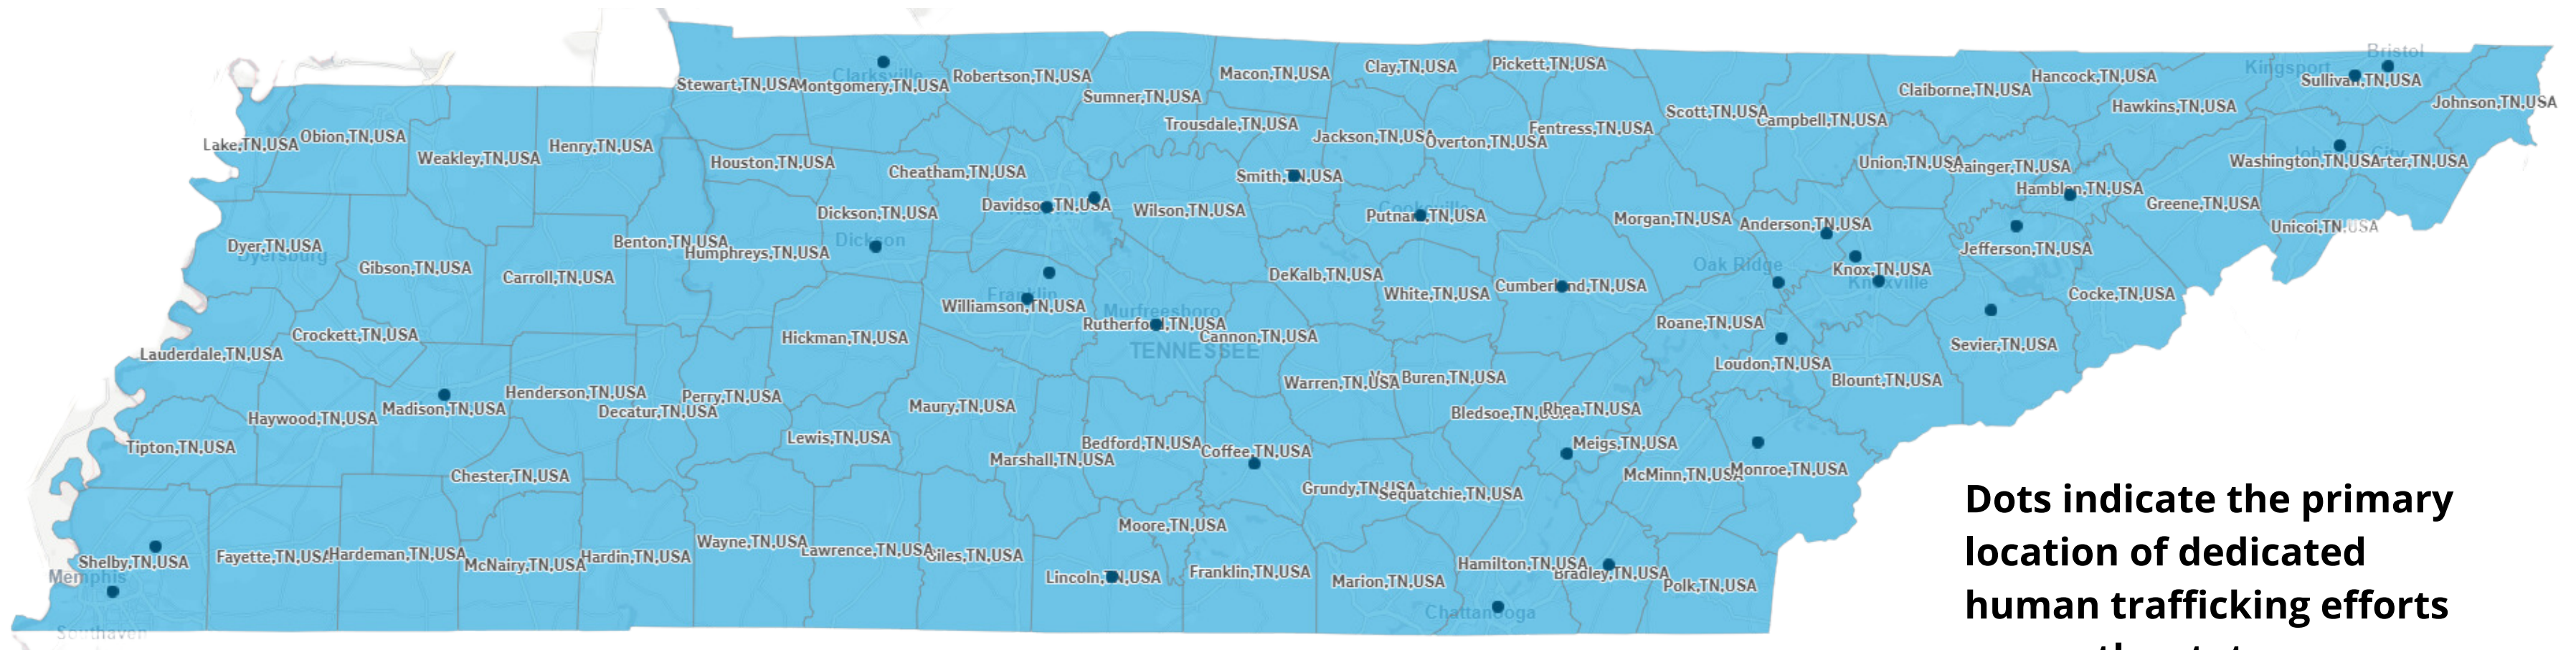 Bristol
Kingsport
Clarksville
Stewart,TN,USA
Montgomery,TN,USA
Robertson,TN,USA
Sumner,TN,USA
Macon,TN,USA
Clay,TN,USA
Pickett,TN,USA
Scott,TN,USA
Campbell,TN,USA
Claiborne,TN,USA
Hancock,TN,USA
Hawkins,TN,USA
Sullivan,TN,USA
Johnson,TN,USA
Lake,TN,USA
Obion,TN,USA
Weakley,TN,USA
Henry,TN,USA
Houston,TN,USA
Cheatham,TN,USA
Trousdale,TN,USA
Jackson,TN,USA
Overton,TN,USA
Fentress,TN,USA
Union,TN,USA
ainger,TN,USA
Johnson City
Washington,TN,USA
rter,TN,USA
Smith,TN,USA
Hamblen,TN,USA
Greene,TN,USA
Dickson,TN,USA
Davidson,TN,USA
Wilson,TN,USA
Cookeville
Putnam,TN,USA
Morgan,TN,USA
Anderson,TN,USA
Unicoi,TN,USA
Dyer,TN,USA
Dyersburg
Benton,TN,USA
Humphreys,TN,USA
Dickson
Jefferson,TN,USA
Gibson,TN,USA
Carroll,TN,USA
DeKalb,TN,USA
White,TN,USA
Cumberland,TN,USA
Oak Ridge
Knox,TN,USA
Knoxville
Cocke,TN,USA
Franklin
Williamson,TN,USA
Murfreesboro
Rutherford,TN,USA
Cannon,TN,USA
Roane,TN,USA
Crockett,TN,USA
Hickman,TN,USA
TENNESSEE
Sevier,TN,USA
Lauderdale,TN,USA
Loudon,TN,USA
Blount,TN,USA
Warren,TN,USA
Buren,TN,USA
Haywood,TN,USA
Madison,TN,USA
Henderson,TN,USA
Decatur,TN,USA
Perry,TN,USA
Maury,TN,USA
Bledsoe,TN,USA
Rhea,TN,USA
Tipton,TN,USA
Lewis,TN,USA
Marshall,TN,USA
Bedford,TN,USA
Coffee,TN,USA
Meigs,TN,USA
McMinn,TN,USA
Monroe,TN,USA
Chester,TN,USA
Grundy,TN,USA
Sequatchie,TN,USA
Moore,TN,USA
Shelby,TN,USA
Memphis
Fayette,TN,USA
Hardeman,TN,USA
McNairy,TN,USA
Hardin,TN,USA
Wayne,TN,USA
Lawrence,TN,USA
Giles,TN,USA
Lincoln,TN,USA
Franklin,TN,USA
Marion,TN,USA
Hamilton,TN,USA
Bradley,TN,USA
Polk,TN,USA
Chattanooga
Southaven
Dots indicate the primary
location of dedicated
human trafficking efforts